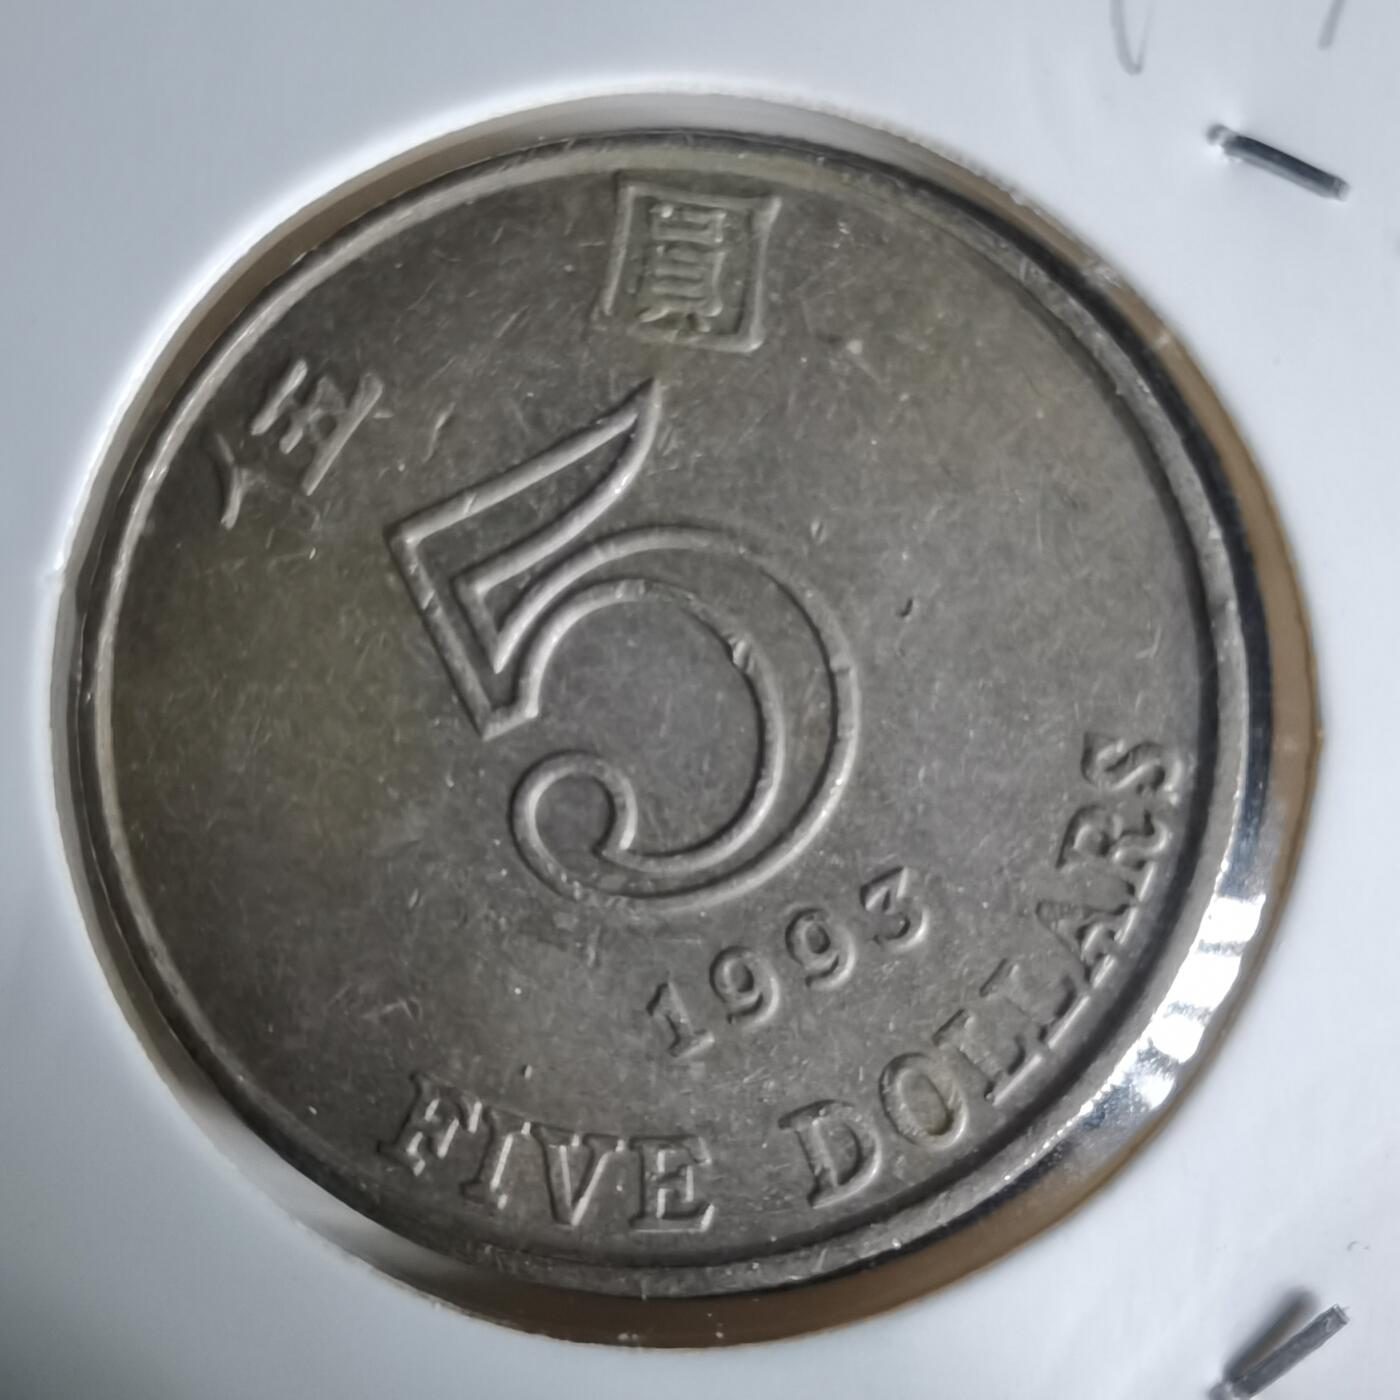 伍 圓
5
1993
FIVE DOLLARS